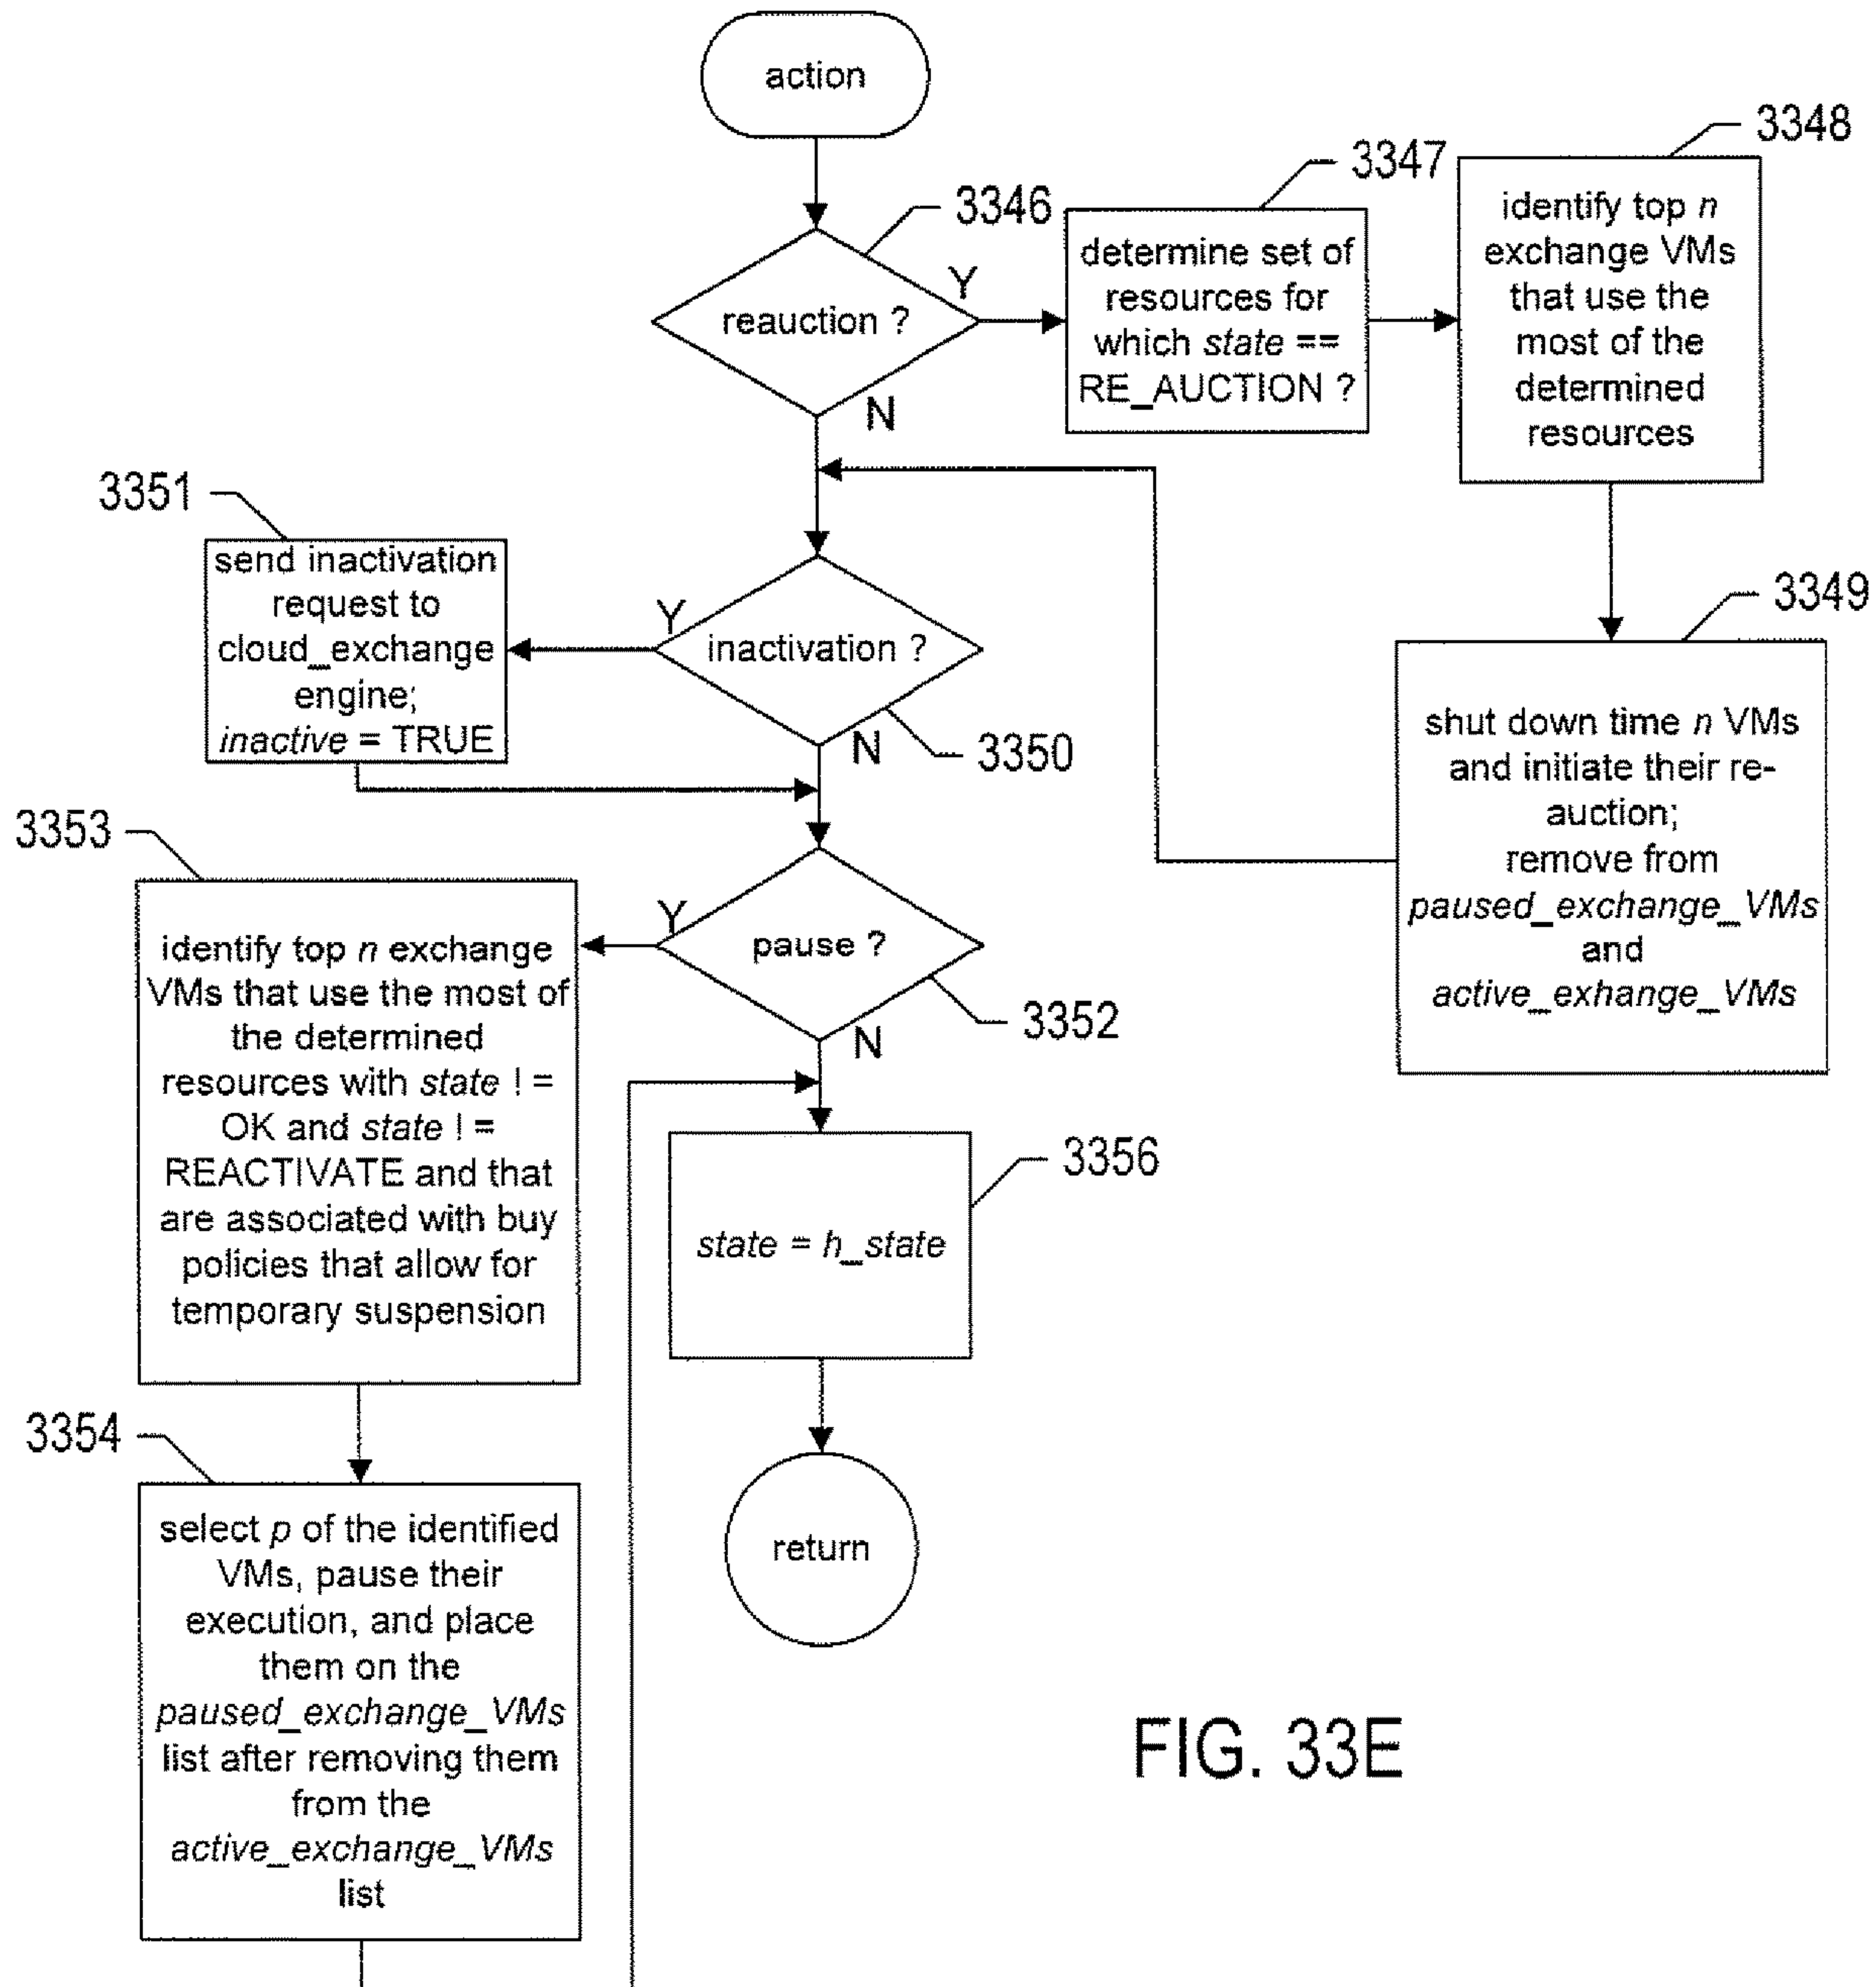 action
3346
reauction ?
Y
N
3347
determine set of
resources for
which state ==
RE_AUCTION ?
3348
identify top n
exchange VMs
that use the
most of the
determined
resources
3349
shut down time n VMs
and initiate their re-
auction;
remove from
paused_exchange_VMs
and
active_exhange_VMs
3351
send inactivation
request to
cloud_exchange
engine;
inactive = TRUE
Y
inactivation ?
N
3350
3353
identify top n exchange
VMs that use the most of
the determined
resources with state ! =
OK and state ! =
REACTIVATE and that
are associated with buy
policies that allow for
temporary suspension
Y
pause ?
N
3352
3356
state = h_state
return
3354
select p of the identified
VMs, pause their
execution, and place
them on the
paused_exchange_VMs
list after removing them
from the
active_exchange_VMs
list
FIG. 33E